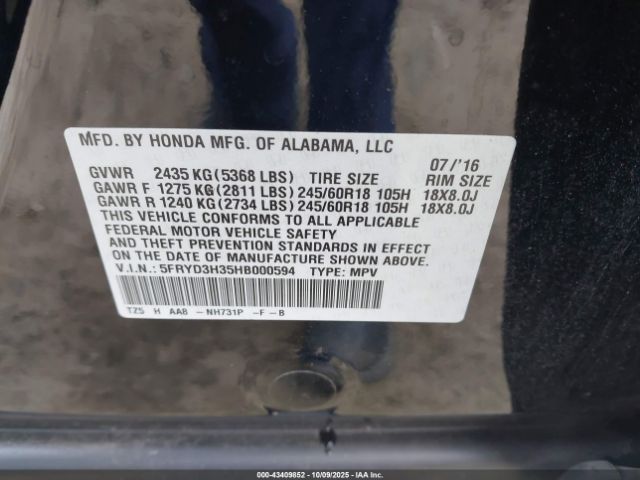 MFD. BY HONDA MFG. OF ALABAMA, LLC 07/'16
GVWR 2435 KG(5368 LBS) TIRE SIZE RIM SIZE
GAWR F 1275 KG(2811 LBS) 245/60R18 105H 18X8.0J
GAWR R 1240 KG(2734 LBS) 245/60R18 105H 18X8.0J
THIS VEHICLE CONFORMS TO ALL APPLICABLE
FEDERAL MOTOR VEHICLE SAFETY
AND THEFT PREVENTION STANDARDS IN EFFECT
ON THE DATE OF MANUFACTURE SHOWN ABOVE.
V.I.N.: 5FRYD3H35HB000594 TYPE: MPV
TZ5 H AAB -NH731P -F-B
000-43409852 | 10/09/2025 | IAAI.COM